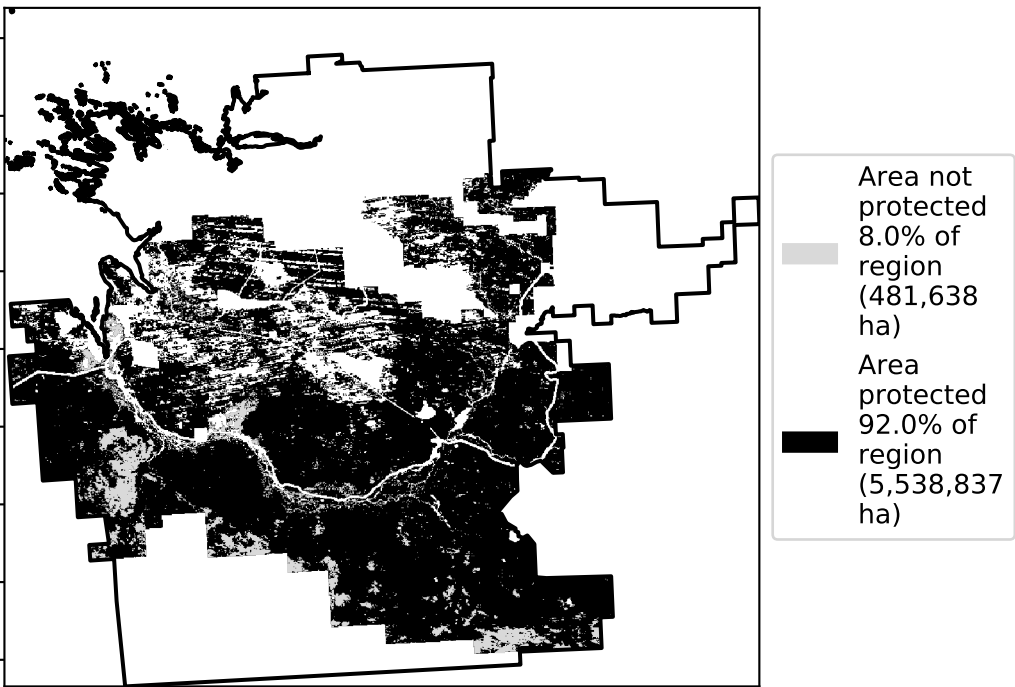 Area not
protected
8.0% of
region
(481,638
ha)
Area
protected
92.0% of
region
(5,538,837
ha)